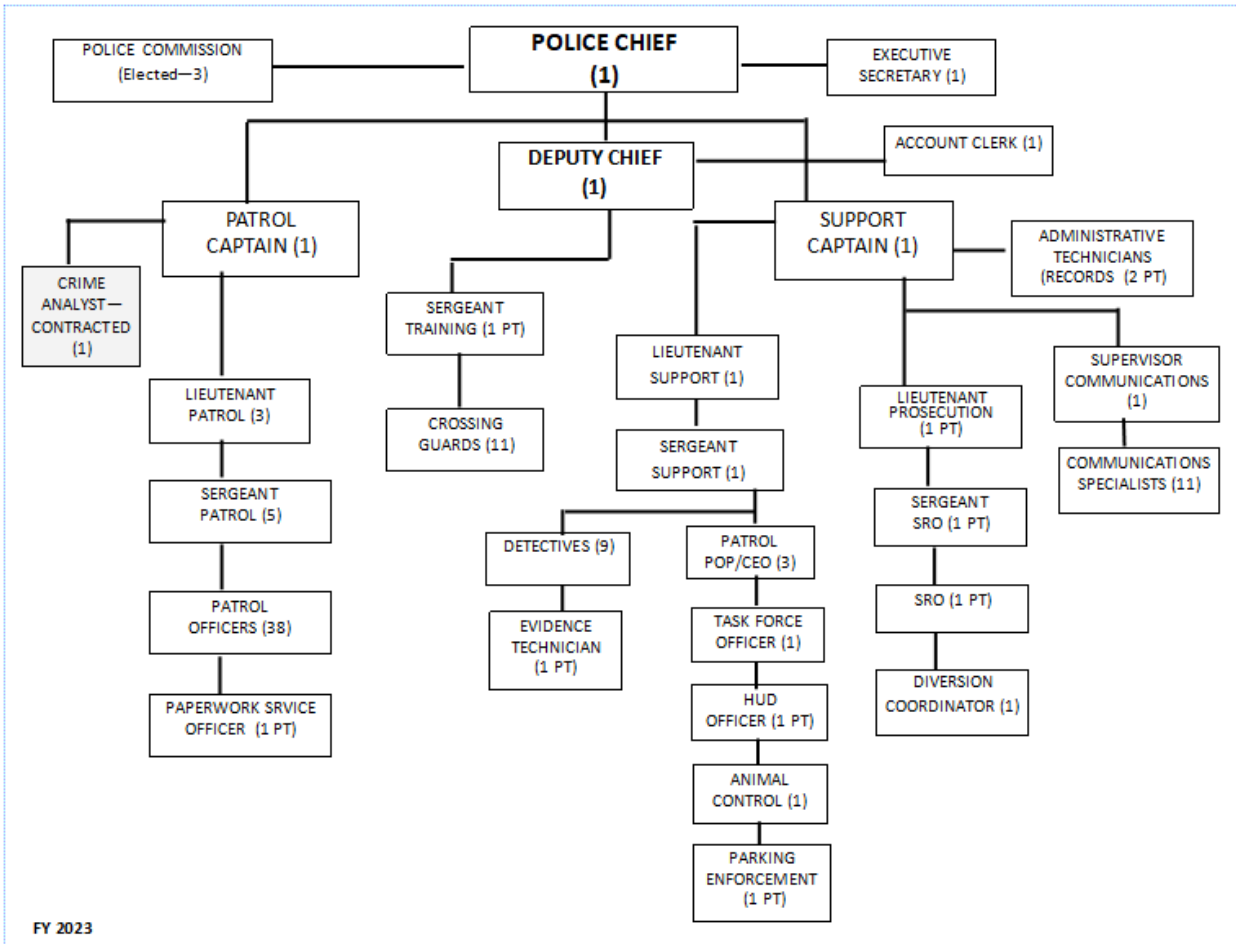 POLICE COMMISSION
(Elected—3)
POLICE CHIEF
(1)
EXECUTIVE
SECRETARY (1)
DEPUTY CHIEF
(1)
ACCOUNT CLERK (1)
PATROL
CAPTAIN (1)
SUPPORT
CAPTAIN (1)
ADMINISTRATIVE
TECHNICIANS
(RECORDS (2 PT)
CRIME
ANALYST—
CONTRACTED
(1)
SERGEANT
TRAINING (1 PT)
LIEUTENANT
SUPPORT (1)
SUPERVISOR
COMMUNICATIONS
(1)
LIEUTENANT
PATROL (3)
CROSSING
GUARDS (11)
LIEUTENANT
PROSECUTION
(1 PT)
SERGEANT
SUPPORT (1)
COMMUNICATIONS
SPECIALISTS (11)
SERGEANT
PATROL (5)
SERGEANT
SRO (1 PT)
DETECTIVES (9)
PATROL
POP/CEO (3)
PATROL
OFFICERS (38)
SRO (1 PT)
EVIDENCE
TECHNICIAN
(1 PT)
TASK FORCE
OFFICER (1)
PAPERWORK SRVICE
OFFICER (1 PT)
HUD
OFFICER (1 PT)
DIVERSION
COORDINATOR (1)
ANIMAL
CONTROL (1)
PARKING
ENFORCEMENT
(1 PT)
FY 2023